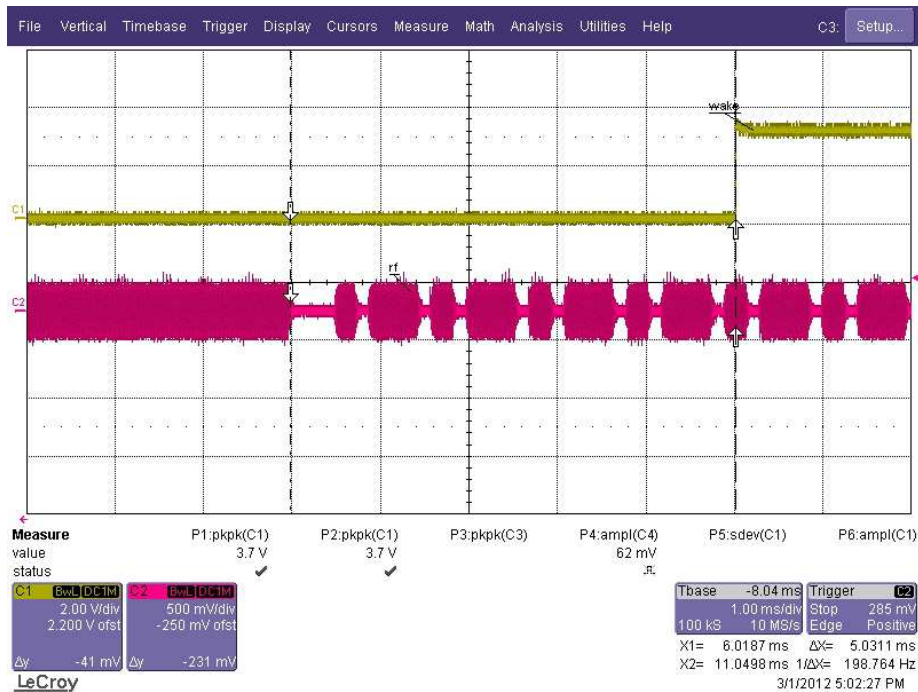 File Vertical Timebase Trigger Display Cursors Measure Math Analysis Utilities Help C3: Setup...
wake
C1
rf
C2
Measure P1:pkpk(C1) P2:pkpk(C1) P3:pkpk(C3) P4:ampl(C4) P5:sdev(C1) P6:ampl(C1)
value 3.7 V 3.7 V 62 mV
status
C1 BwL DC1M C2 BwL DC1M Tbase -8.04 ms Trigger C2
2.00 V/div 500 mV/div 1.00 ms/div Stop 285 mV
2.200 V ofst -250 mV ofst 100 kS 10 MS/s Edge Positive
X1= 6.0187 ms ΔX= 5.0311 ms
Δy -41 mV Δy -231 mV X2= 11.0498 ms 1/ΔX= 198.764 Hz
LeCroy 3/1/2012 5:02:27 PM